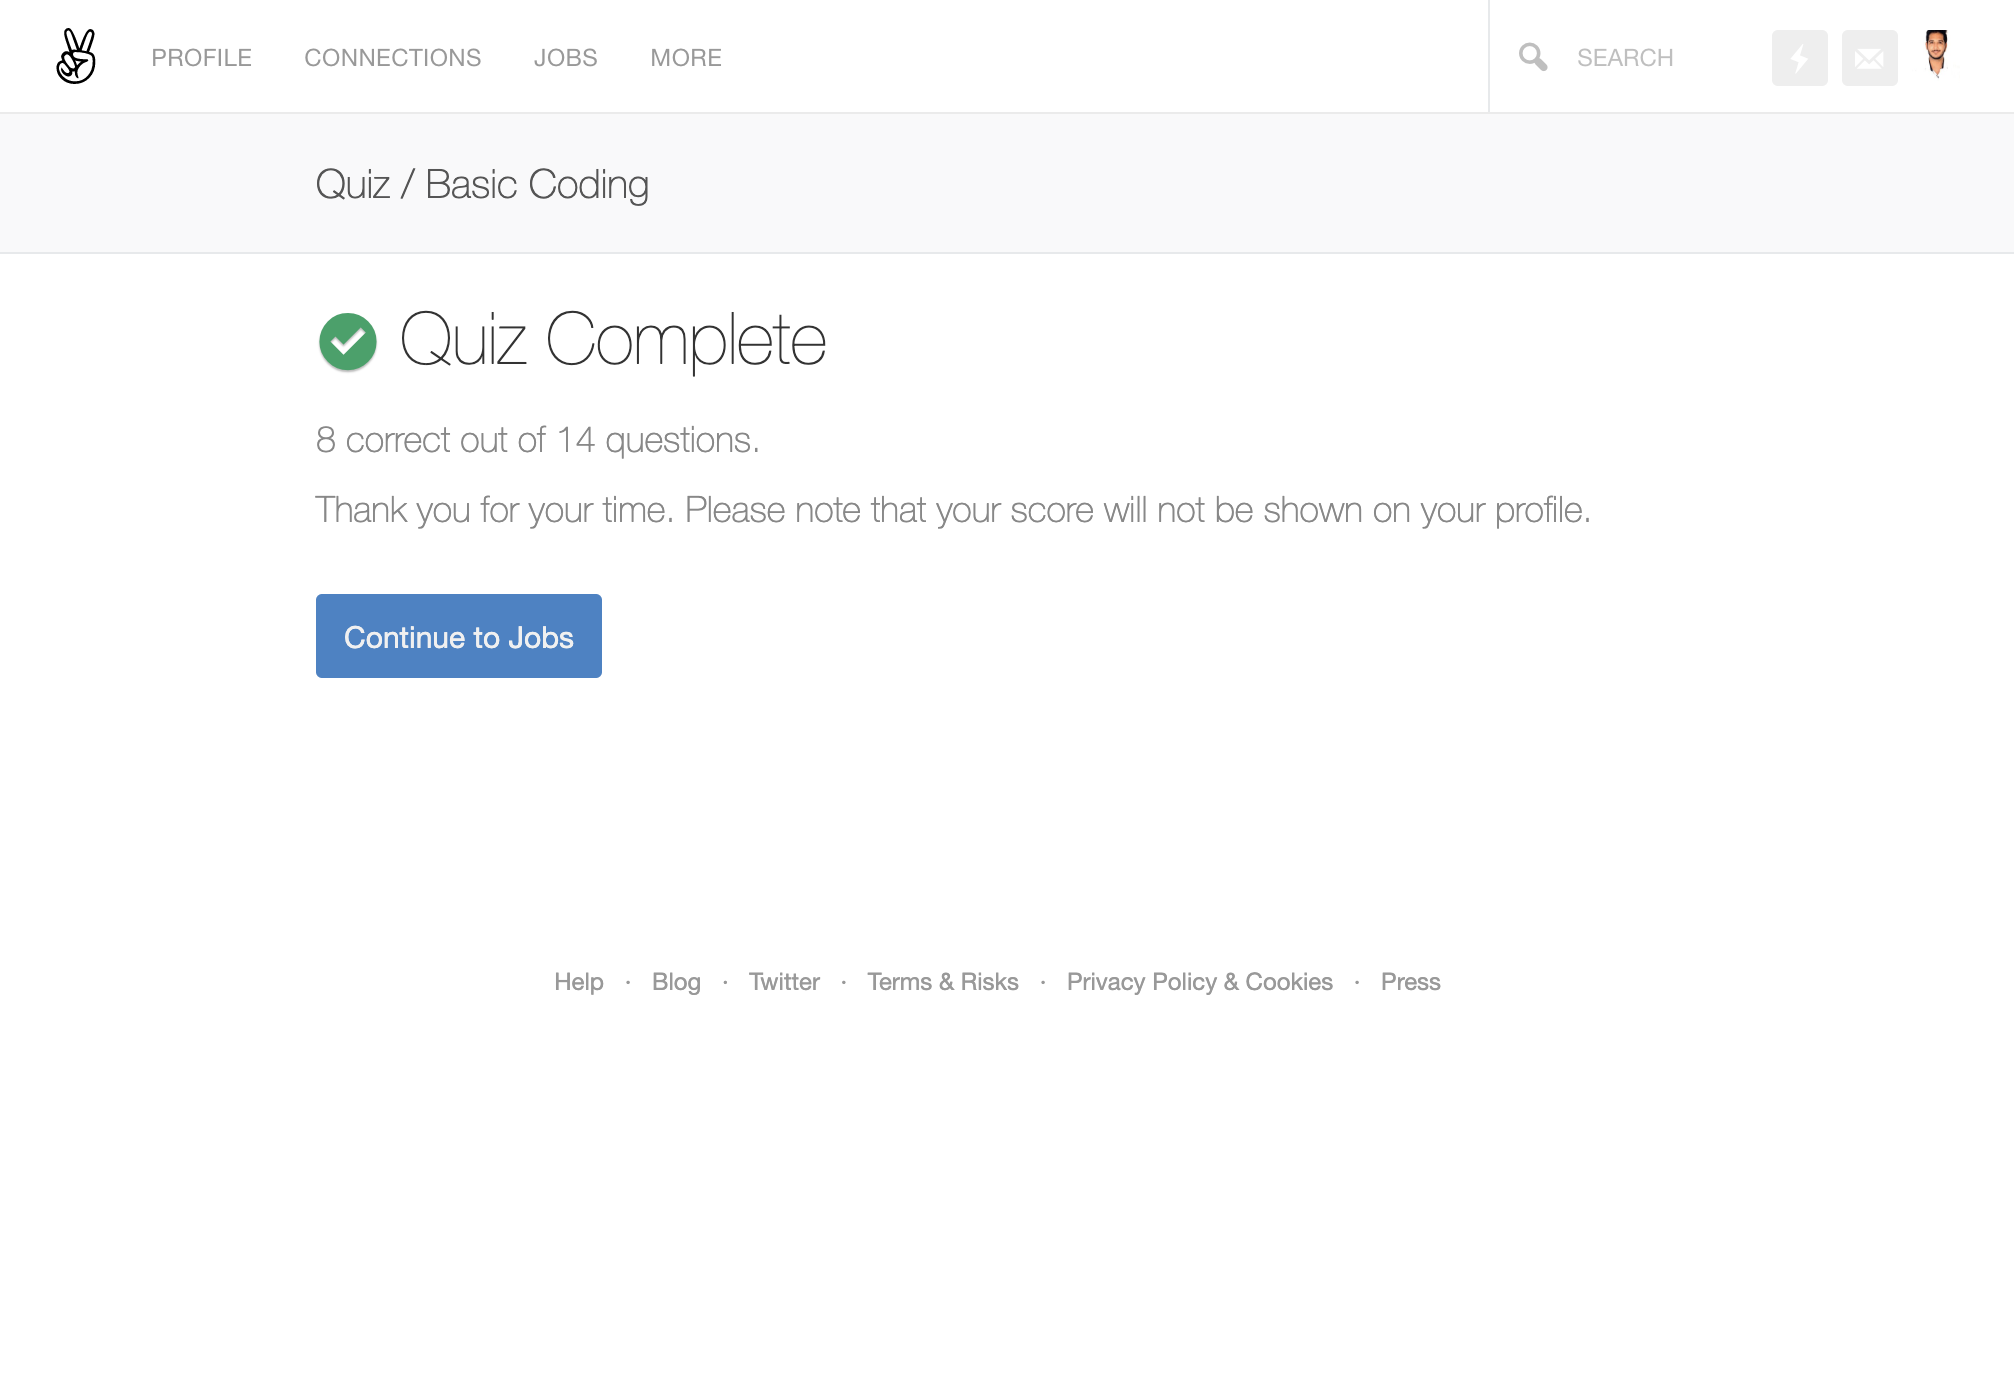 PROFILE CONNECTIONS JOBS MORE SEARCH
Quiz / Basic Coding
Quiz Complete
8 correct out of 14 questions.
Thank you for your time. Please note that your score will not be shown on your profile.
Continue to Jobs
Help · Blog · Twitter · Terms & Risks · Privacy Policy & Cookies · Press